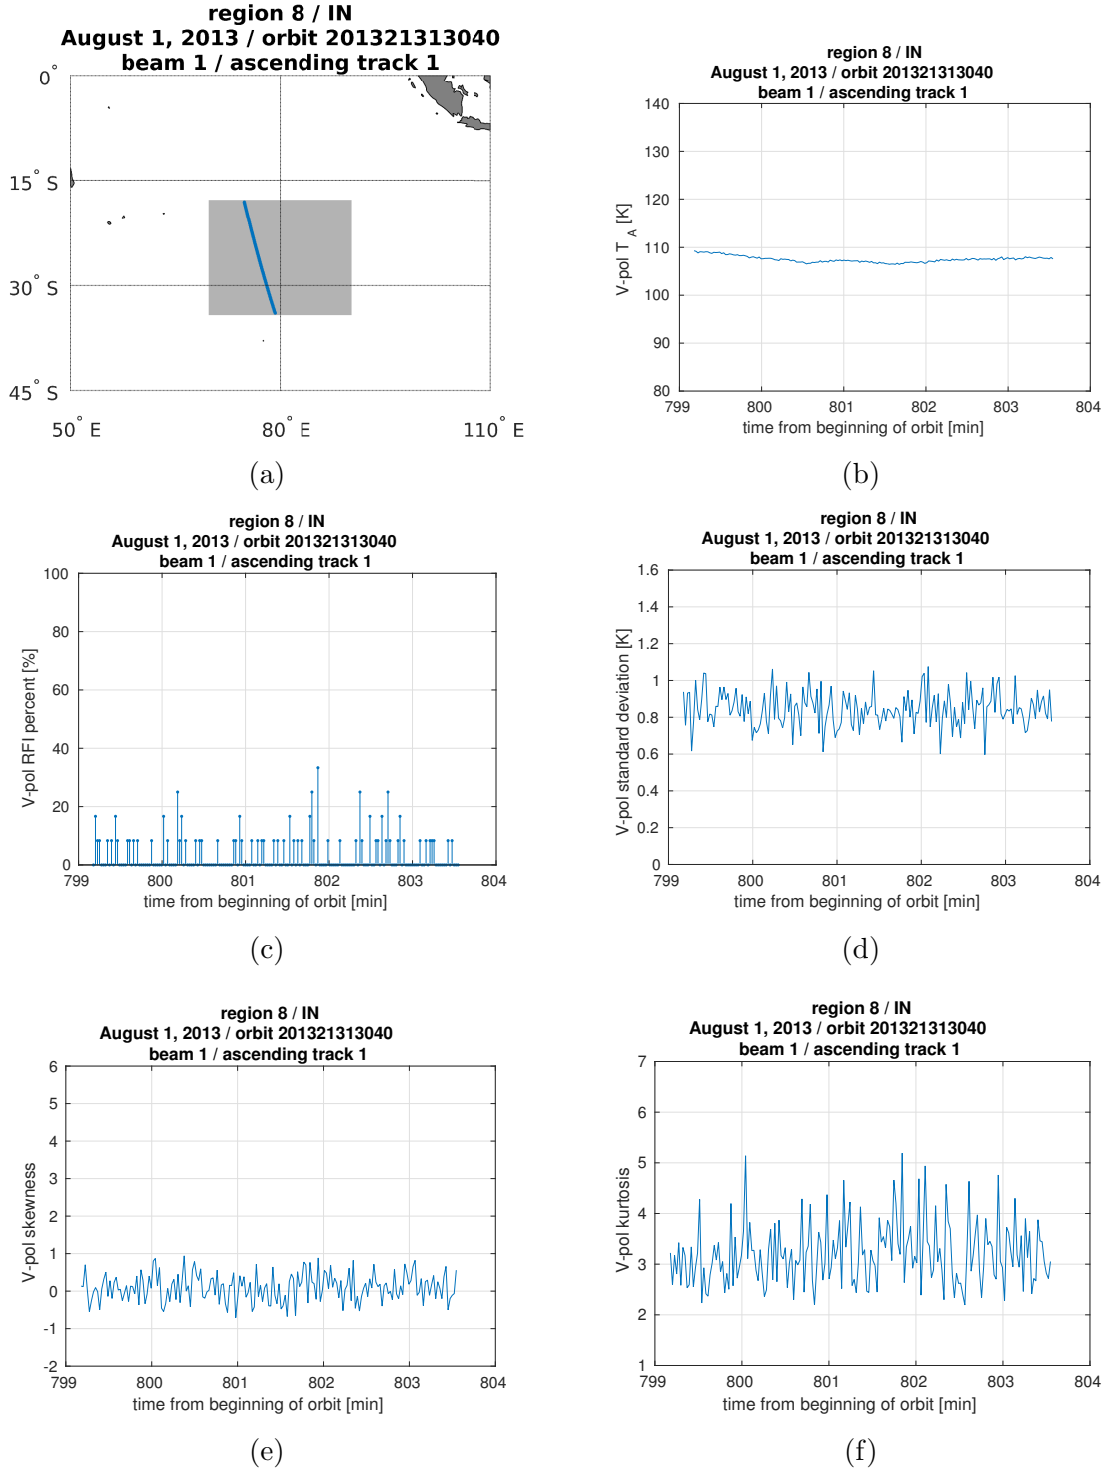 region 8 / IN
August 1, 2013 / orbit 201321313040
beam 1 / ascending track 1
0°
15° S
30° S
45° S
50° E
80° E
110° E
(a)
region 8 / IN
August 1, 2013 / orbit 201321313040
beam 1 / ascending track 1
V-pol T_A [K]
140
130
120
110
100
90
80
799 800 801 802 803 804
time from beginning of orbit [min]
(b)
region 8 / IN
August 1, 2013 / orbit 201321313040
beam 1 / ascending track 1
V-pol RFI percent [%]
100
80
60
40
20
0
799 800 801 802 803 804
time from beginning of orbit [min]
(c)
region 8 / IN
August 1, 2013 / orbit 201321313040
beam 1 / ascending track 1
V-pol standard deviation [K]
1.6
1.4
1.2
1
0.8
0.6
0.4
0.2
0
799 800 801 802 803 804
time from beginning of orbit [min]
(d)
region 8 / IN
August 1, 2013 / orbit 201321313040
beam 1 / ascending track 1
V-pol skewness
6
5
4
3
2
1
0
-1
-2
799 800 801 802 803 804
time from beginning of orbit [min]
(e)
region 8 / IN
August 1, 2013 / orbit 201321313040
beam 1 / ascending track 1
V-pol kurtosis
7
6
5
4
3
2
1
799 800 801 802 803 804
time from beginning of orbit [min]
(f)